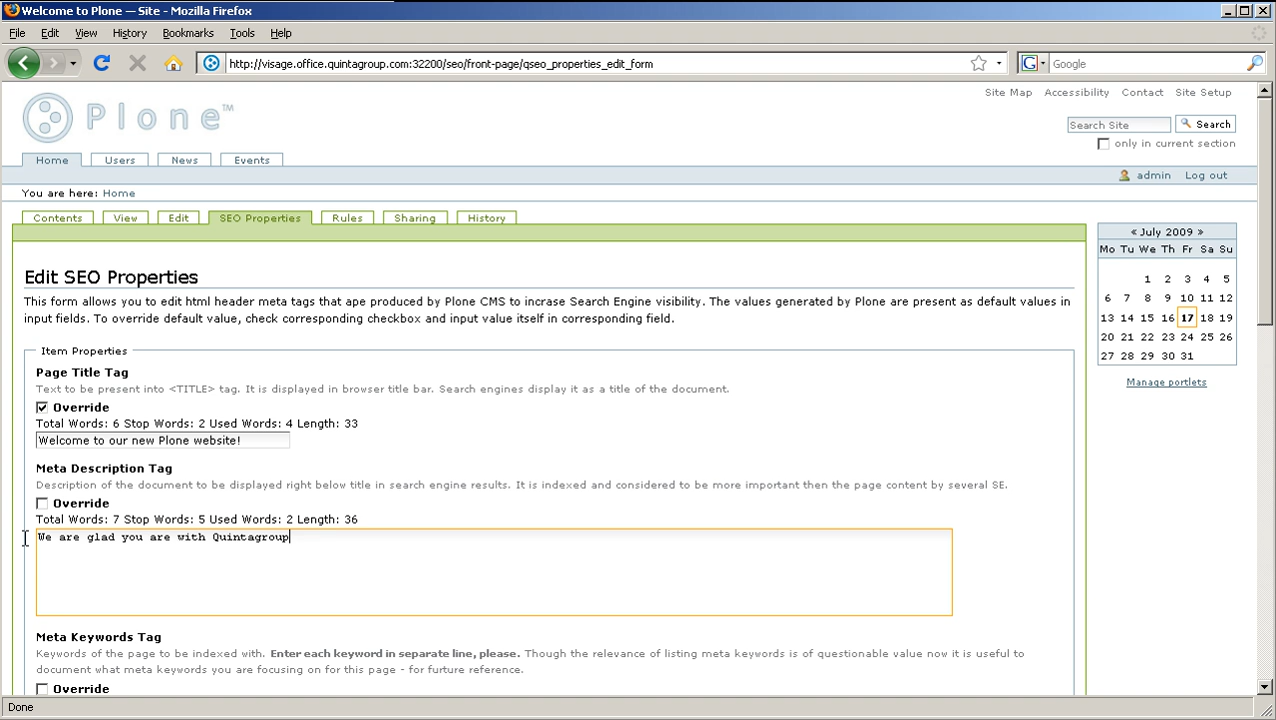 Welcome to Plone — Site - Mozilla Firefox
File Edit View History Bookmarks Tools Help
http://visage.office.quintagroup.com:32200/seo/front-page/qseo_properties_edit_form
G Google
Site Map Accessibility Contact Site Setup
Plone™
Search Site Search
only in current section
Home Users News Events
admin Log out
You are here: Home
Contents View Edit SEO Properties Rules Sharing History
« July 2009 »
Mo Tu We Th Fr Sa Su
1 2 3 4 5
6 7 8 9 10 11 12
13 14 15 16 17 18 19
20 21 22 23 24 25 26
27 28 29 30 31
Manage portlets
Edit SEO Properties
This form allows you to edit html header meta tags that ape produced by Plone CMS to incrase Search Engine visibility. The values generated by Plone are present as default values in
input fields. To override default value, check corresponding checkbox and input value itself in corresponding field.
Item Properties
Page Title Tag
Text to be present into <TITLE> tag. It is displayed in browser title bar. Search engines display it as a title of the document.
Override
Total Words: 6 Stop Words: 2 Used Words: 4 Length: 33
Welcome to our new Plone website!
Meta Description Tag
Description of the document to be displayed right below title in search engine results. It is indexed and considered to be more important then the page content by several SE.
Override
Total Words: 7 Stop Words: 5 Used Words: 2 Length: 36
We are glad you are with Quintagroup
Meta Keywords Tag
Keywords of the page to be indexed with. Enter each keyword in separate line, please. Though the relevance of listing meta keywords is of questionable value now it is useful to
document what meta keywords you are focusing on for this page - for furture reference.
Override
Done